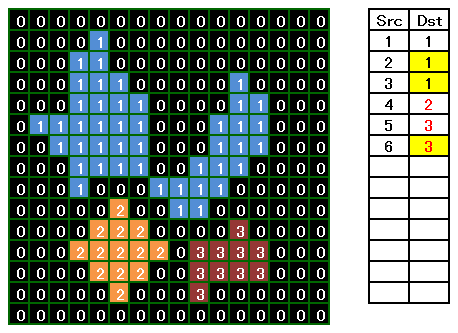 0 0 0 0 0 0 0 0 0 0 0 0 0 0 0 0
0 0 0 0 1 0 0 0 0 0 0 0 0 0 0 0
0 0 0 1 1 0 0 0 0 0 0 0 0 0 0 0
0 0 0 1 1 1 0 0 0 0 0 1 0 0 0 0
0 0 0 1 1 1 1 0 0 0 0 1 1 0 0 0
0 1 1 1 1 1 1 0 0 0 1 1 1 0 0 0
0 0 1 1 1 1 1 0 0 0 1 1 1 0 0 0
0 0 0 1 1 1 1 0 0 1 1 1 1 0 0 0
0 0 0 1 0 0 0 1 1 1 1 0 0 0 0 0
0 0 0 0 0 2 0 0 1 1 0 0 0 0 0 0
0 0 0 0 2 2 2 0 0 0 0 3 0 0 0 0
0 0 0 2 2 2 2 2 0 3 3 3 3 0 0 0
0 0 0 0 2 2 2 0 0 3 3 3 3 0 0 0
0 0 0 0 0 2 0 0 0 3 0 0 0 0 0 0
0 0 0 0 0 0 0 0 0 0 0 0 0 0 0 0
Src Dst
1 1
2 1
3 1
4 2
5 3
6 3